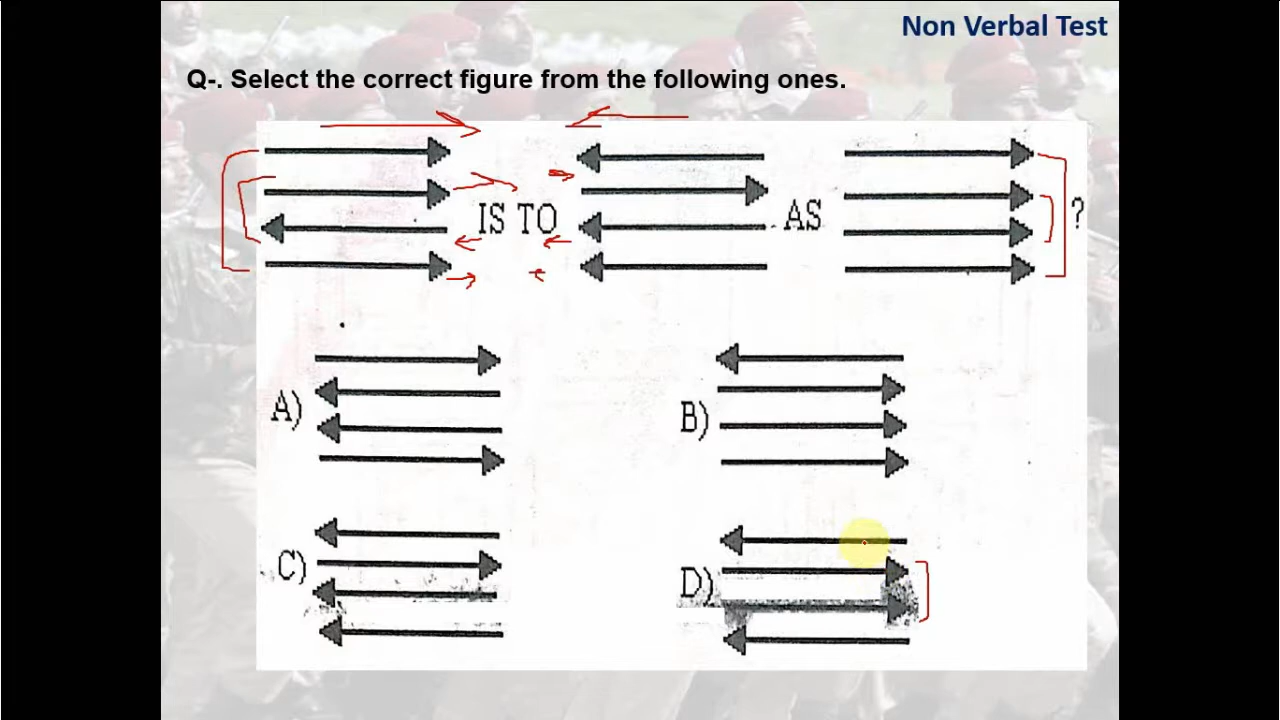 Non Verbal Test
Q-. Select the correct figure from the following ones.
IS TO AS ?
A)
B)
C)
D)